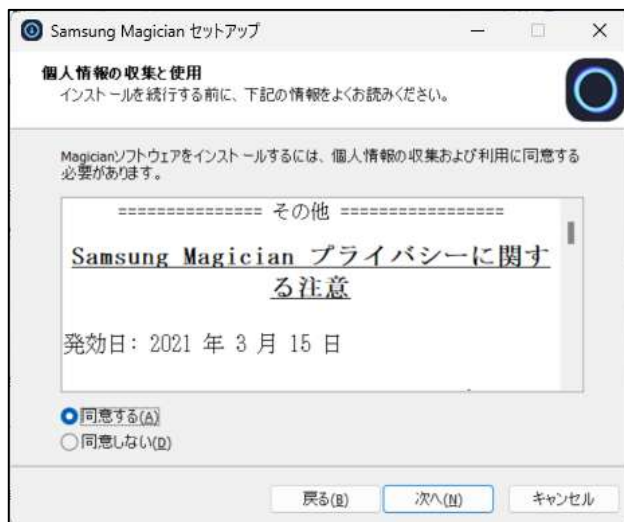 Samsung Magician セットアップ
個人情報の収集と使用
インストールを続行する前に、下記の情報をよくお読みください。
Magicianソフトウェアをインストールするには、個人情報の収集および利用に同意する
必要があります。
=============== その他 =================
Samsung Magician プライバシーに関す
る注意
発効日: 2021 年 3 月 15 日
同意する(A)
同意しない(D)
戻る(B)
次へ(N)
キャンセル